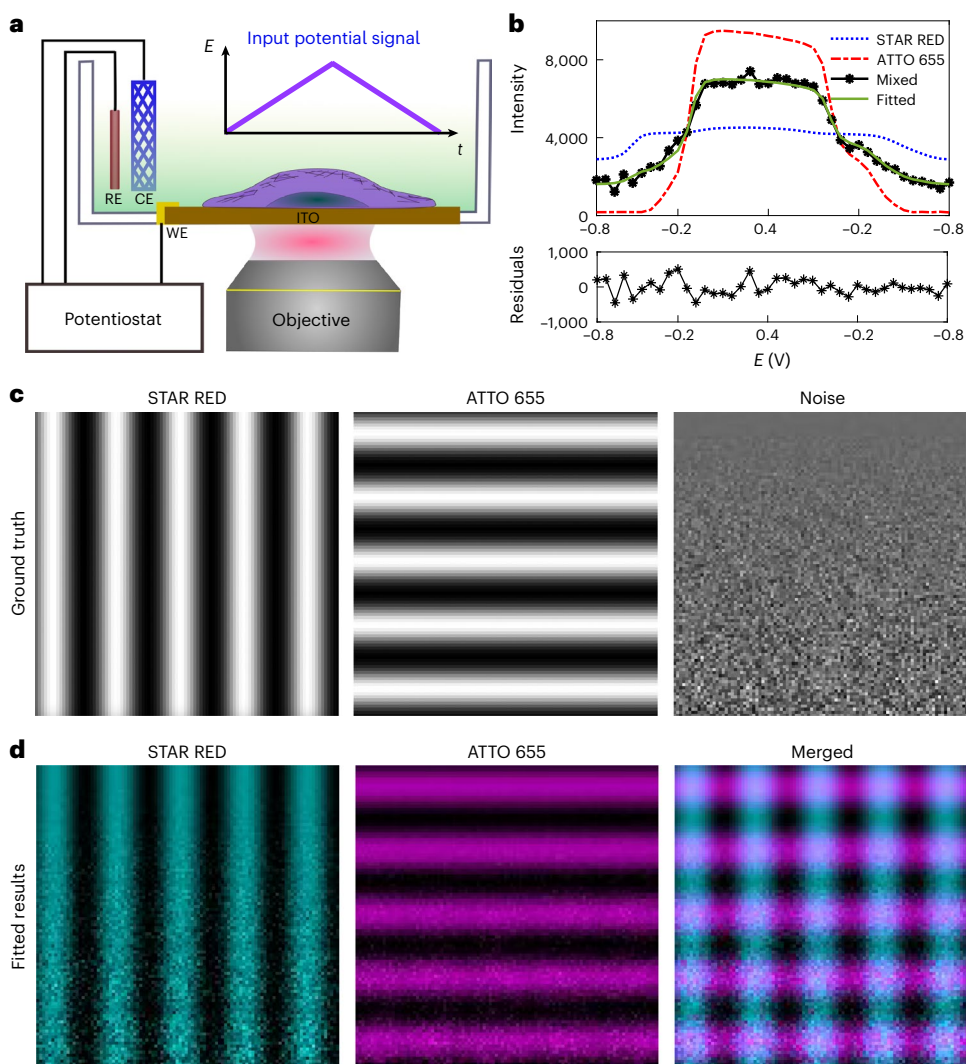 a
E
Input potential signal
t
RE
CE
WE
ITO
Potentiostat
Objective
b
Intensity
8,000
4,000
0
STAR RED
ATTO 655
Mixed
Fitted
−0.8
−0.2
0.4
−0.2
−0.8
Residuals
1,000
0
−1,000
−0.8
−0.2
0.4
−0.2
−0.8
E (V)
c
STAR RED
ATTO 655
Noise
Ground truth
d
STAR RED
ATTO 655
Merged
Fitted results